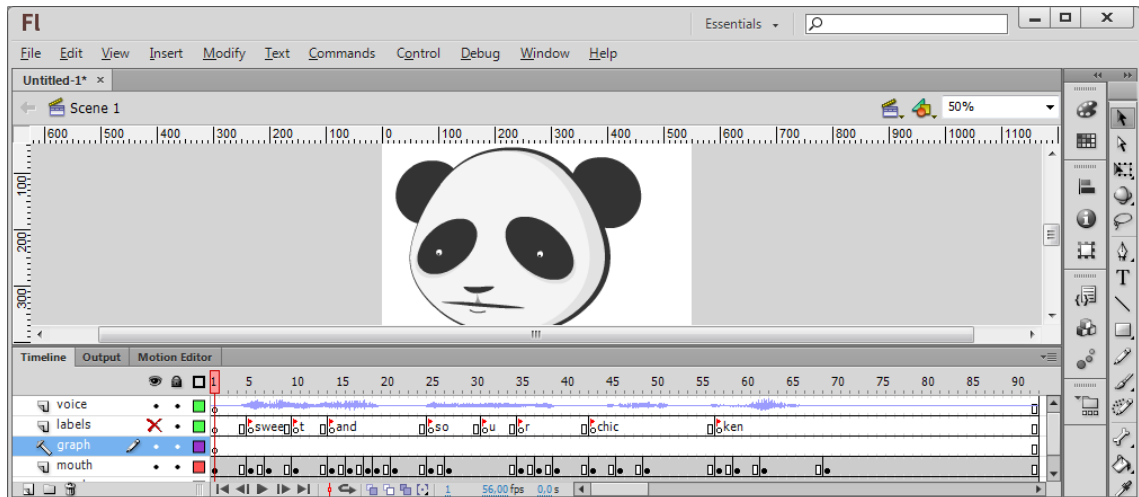 Fl Essentials
File Edit View Insert Modify Text Commands Control Debug Window Help
Untitled-1* ×
Scene 1 50%
600 500 400 300 200 100 0 100 200 300 400 500 600 700 800 900 1000 1100
100
200
300
Timeline Output Motion Editor
1 5 10 15 20 25 30 35 40 45 50 55 60 65 70 75 80 85 90
voice
labels sweet t and so u r chic ken
graph
mouth
1 56,00 fps 0,0 s
T